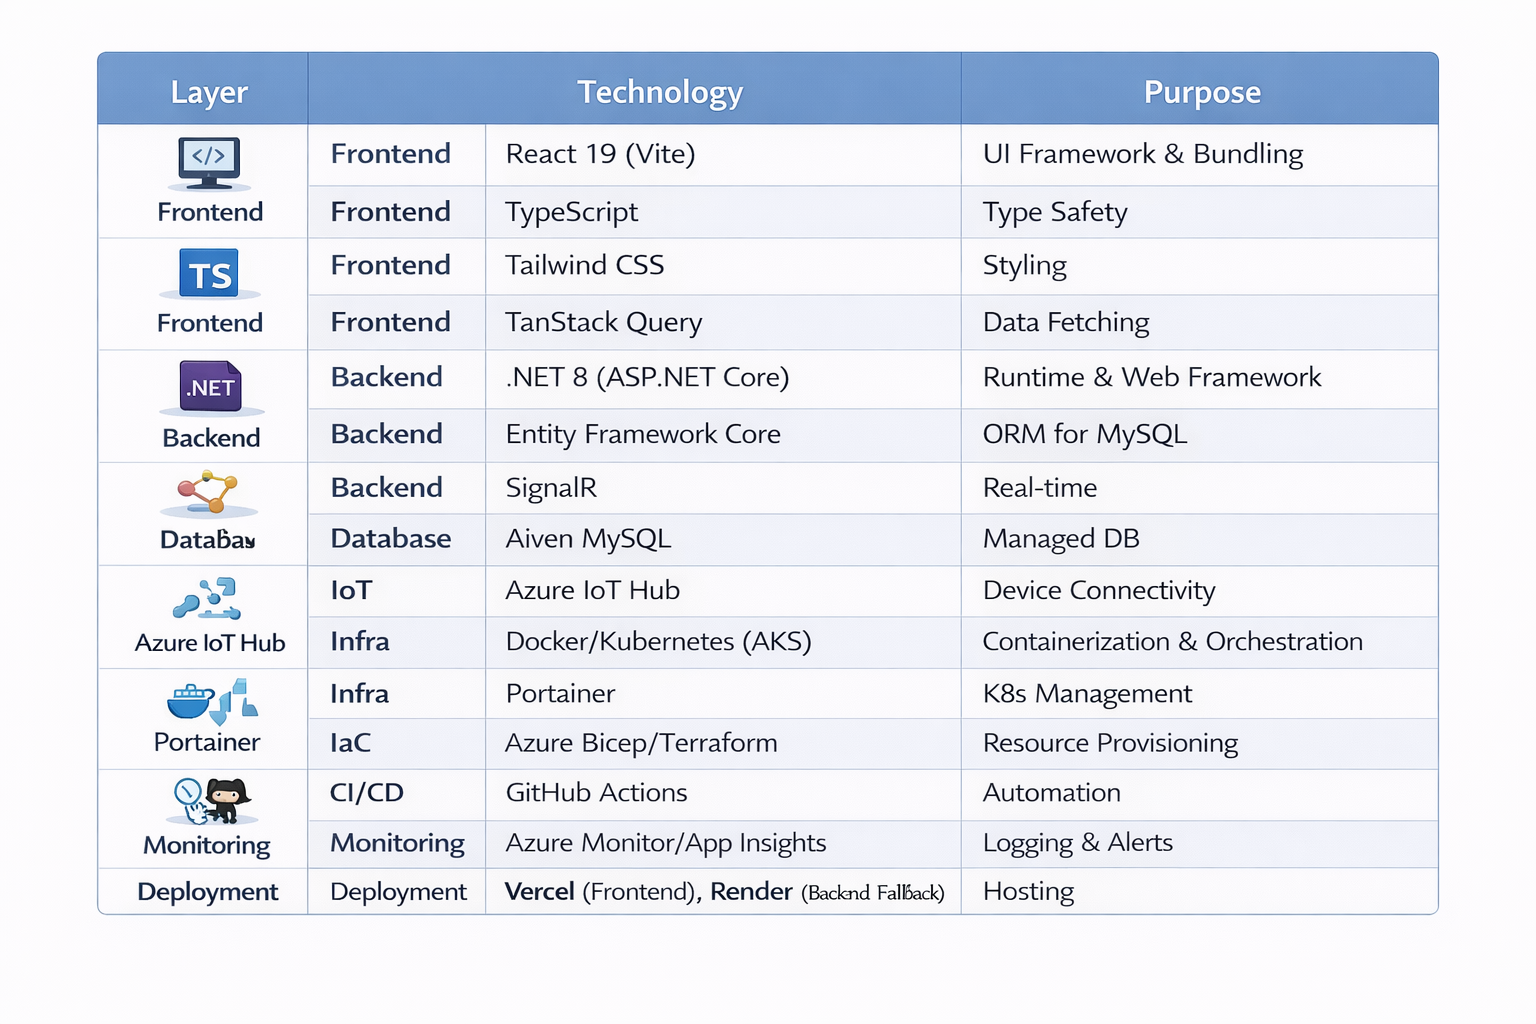 Layer Technology Purpose
</>
Frontend
Frontend React 19 (Vite) UI Framework & Bundling
Frontend TypeScript Type Safety
TS
Frontend
Frontend Tailwind CSS Styling
Frontend TanStack Query Data Fetching
.NET
Backend
Backend .NET 8 (ASP.NET Core) Runtime & Web Framework
Backend Entity Framework Core ORM for MySQL
Backend SignalR Real-time
Database Aiven MySQL Managed DB
Azure IoT Hub
IoT Azure IoT Hub Device Connectivity
Infra Docker/Kubernetes (AKS) Containerization & Orchestration
Portainer
Infra Portainer K8s Management
IaC Azure Bicep/Terraform Resource Provisioning
Monitoring
CI/CD GitHub Actions Automation
Monitoring Azure Monitor/App Insights Logging & Alerts
Deployment Deployment Vercel (Frontend), Render Hosting